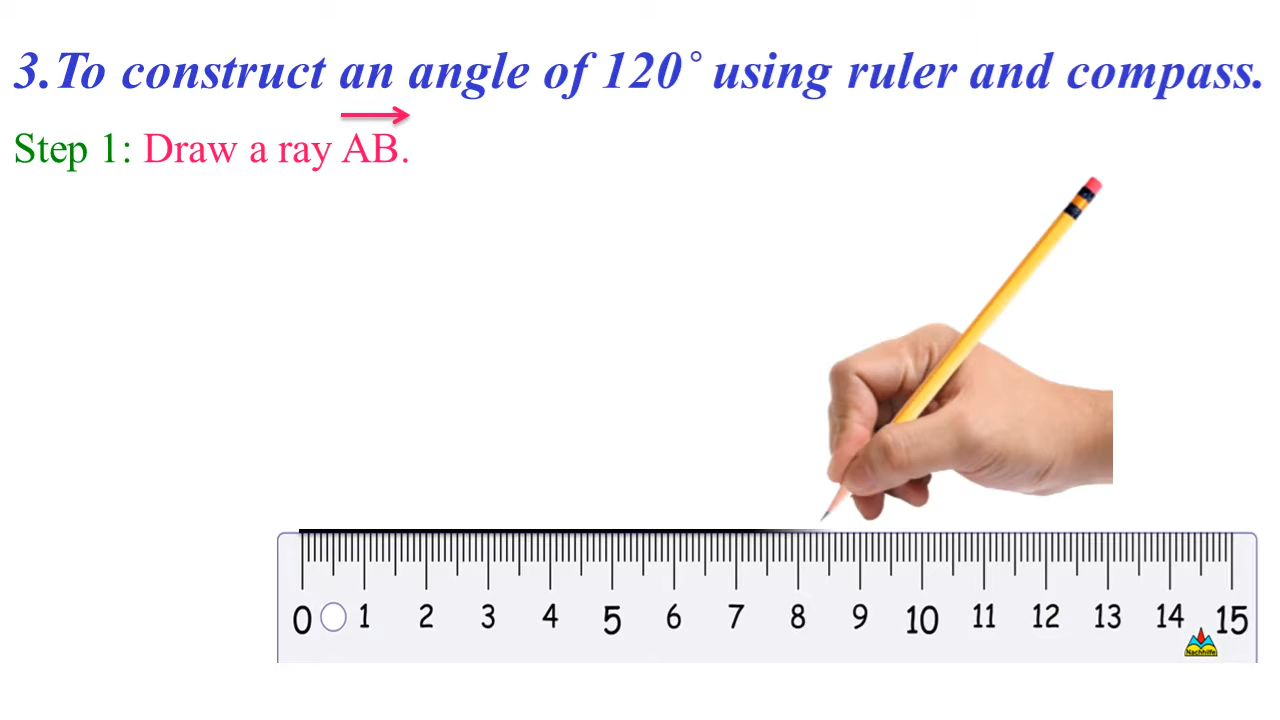 3.To construct an angle of 120° using ruler and compass.
Step 1: Draw a ray AB.
0 1 2 3 4 5 6 7 8 9 10 11 12 13 14 15
Nachhilfe